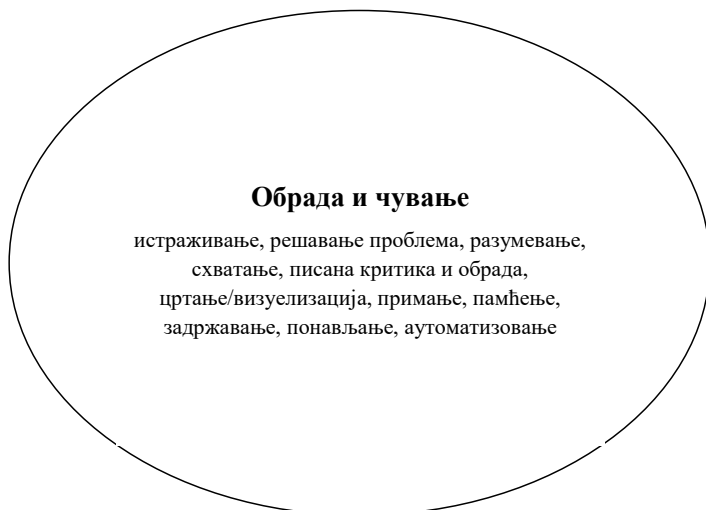 Обрада и чување
истраживање, решавање проблема, разумевање,
схватање, писана критика и обрада,
цртање/визуелизација, примање, памћење,
задржавање, понављање, аутоматизовање